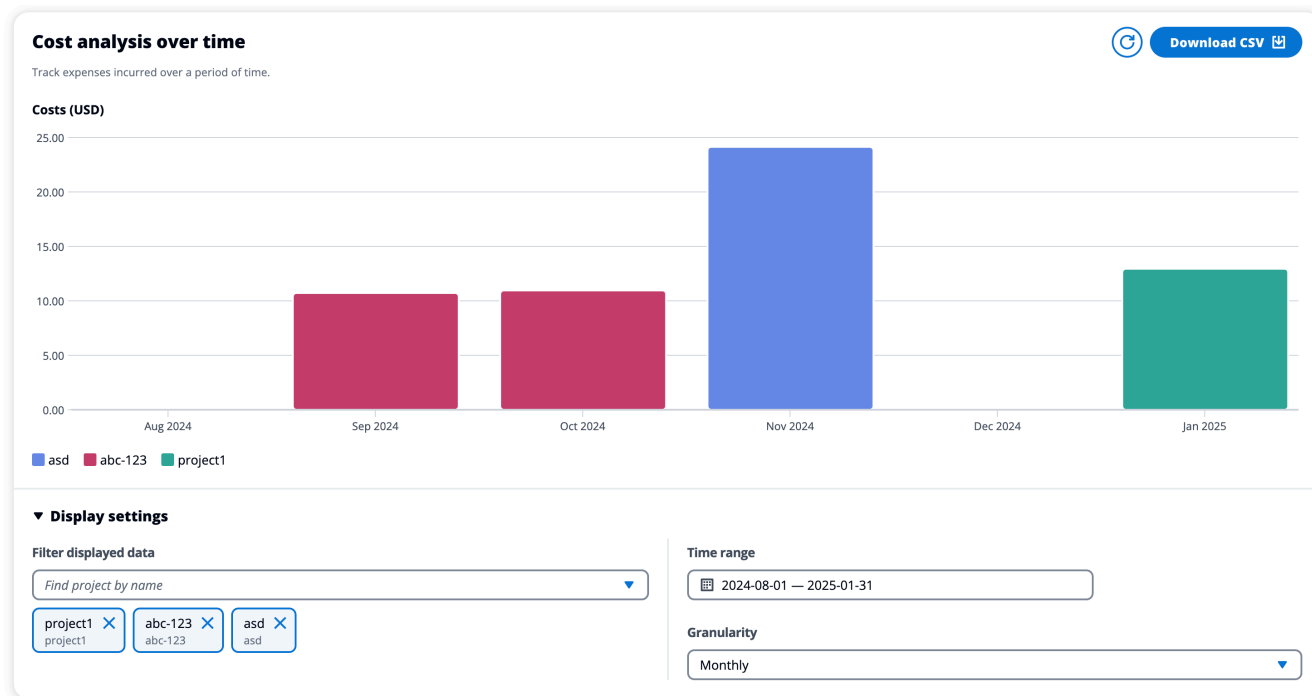 Cost analysis over time
Download CSV
Track expenses incurred over a period of time.
Costs (USD)
25.00
20.00
15.00
10.00
5.00
0.00
Aug 2024 Sep 2024 Oct 2024 Nov 2024 Dec 2024 Jan 2025
asd abc-123 project1
Display settings
Filter displayed data
Find project by name
project1 abc-123 asd
project1 abc-123 asd
Time range
2024-08-01 — 2025-01-31
Granularity
Monthly